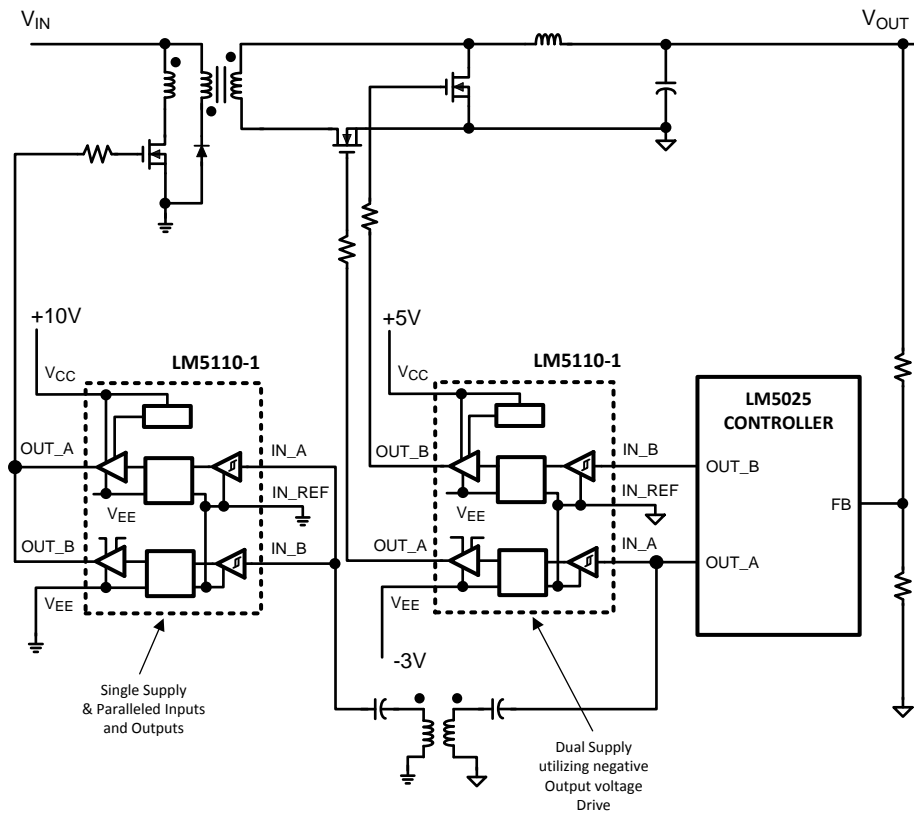 VIN
VOUT
+10V
+5V
LM5110-1
LM5110-1
VCC
VCC
LM5025
CONTROLLER
OUT_A
IN_A
OUT_B
IN_B
OUT_B
IN_REF
IN_REF
FB
VEE
VEE
OUT_B
IN_B
OUT_A
IN_A
OUT_A
VEE
VEE
-3V
Single Supply
& Paralleled Inputs
and Outputs
Dual Supply
utilizing negative
Output voltage
Drive